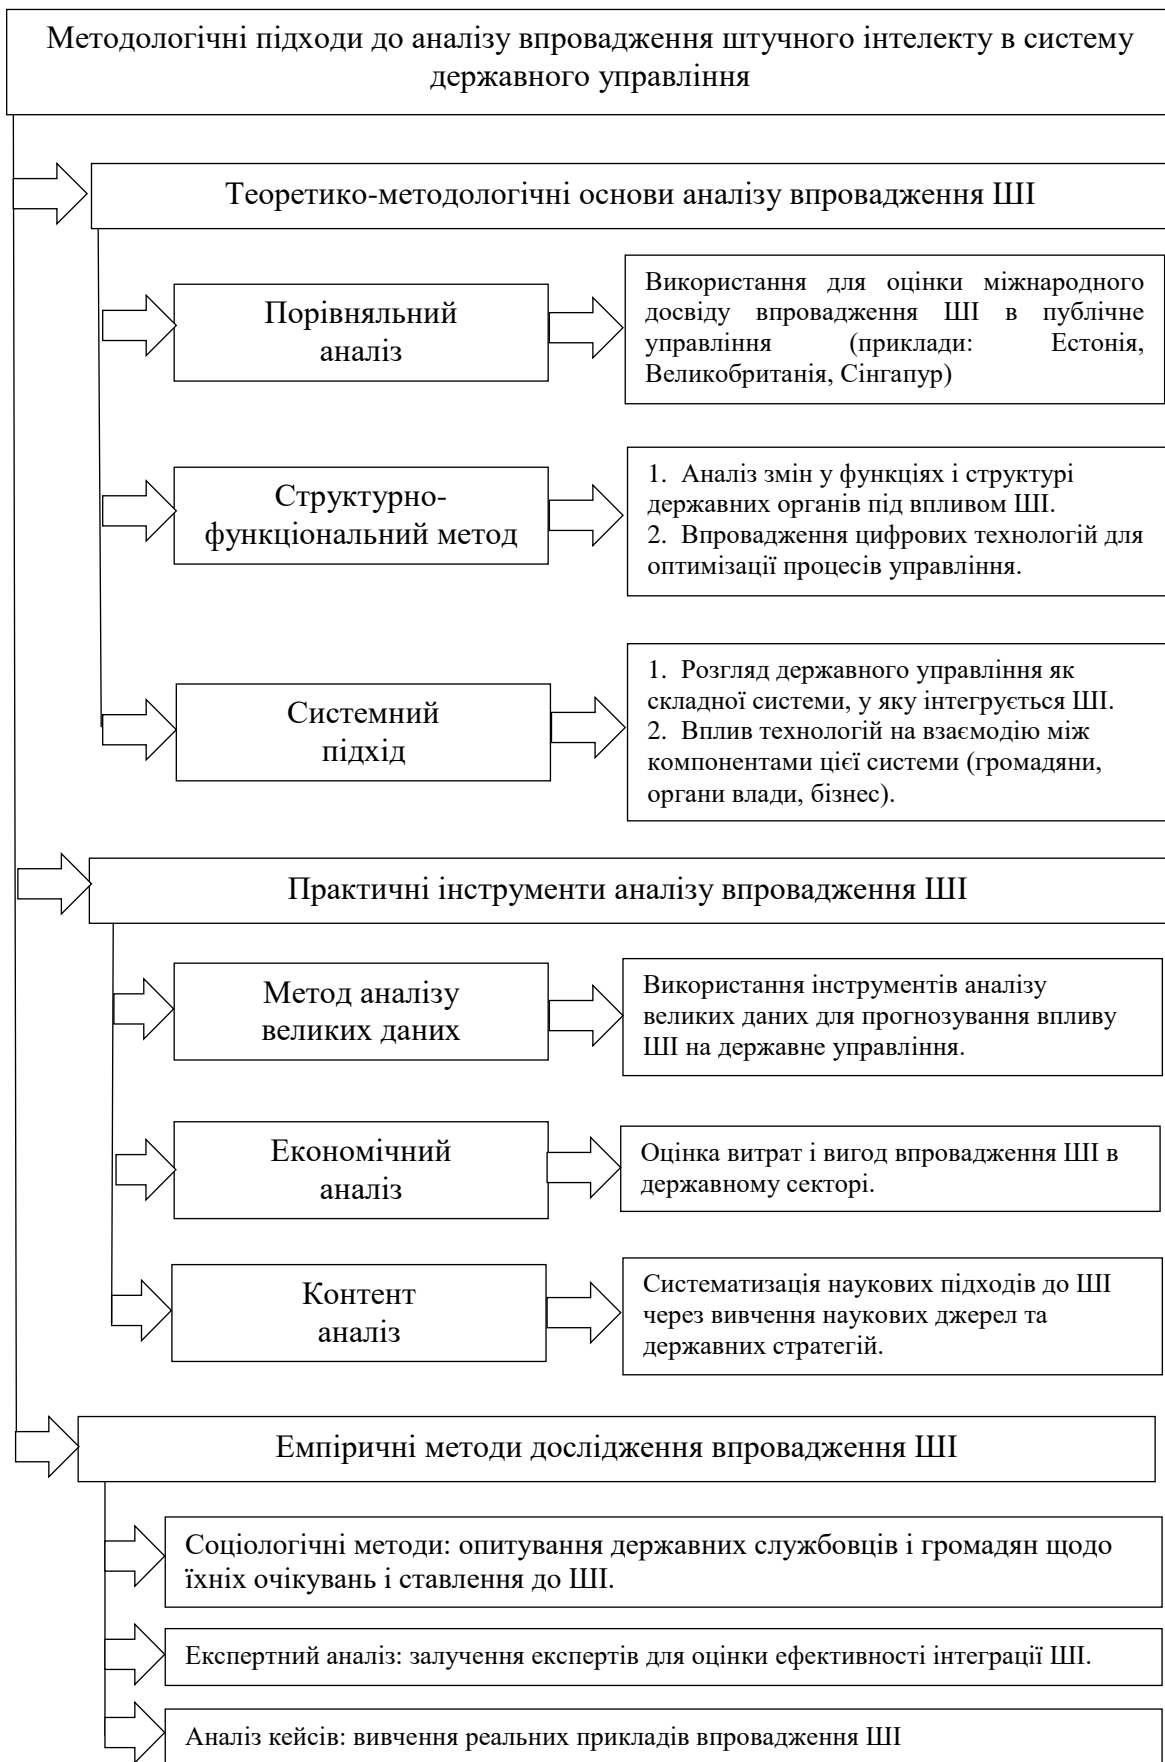 Методологічні підходи до аналізу впровадження штучного інтелекту в систему
державного управління
Теоретико-методологічні основи аналізу впровадження ШІ
Порівняльний
аналіз
Використання для оцінки міжнародного
досвіду впровадження ШІ в публічне
управління (приклади: Естонія,
Великобританія, Сінгапур)
Структурно-
функціональний метод
1. Аналіз змін у функціях і структурі
державних органів під впливом ШІ.
2. Впровадження цифрових технологій для
оптимізації процесів управління.
Системний
підхід
1. Розгляд державного управління як
складної системи, у яку інтегрується ШІ.
2. Вплив технологій на взаємодію між
компонентами цієї системи (громадяни,
органи влади, бізнес).
Практичні інструменти аналізу впровадження ШІ
Метод аналізу
великих даних
Використання інструментів аналізу
великих даних для прогнозування впливу
ШІ на державне управління.
Економічний
аналіз
Оцінка витрат і вигод впровадження ШІ в
державному секторі.
Контент
аналіз
Систематизація наукових підходів до ШІ
через вивчення наукових джерел та
державних стратегій.
Емпіричні методи дослідження впровадження ШІ
Соціологічні методи: опитування державних службовців і громадян щодо
їхніх очікувань і ставлення до ШІ.
Експертний аналіз: залучення експертів для оцінки ефективності інтеграції ШІ.
Аналіз кейсів: вивчення реальних прикладів впровадження ШІ